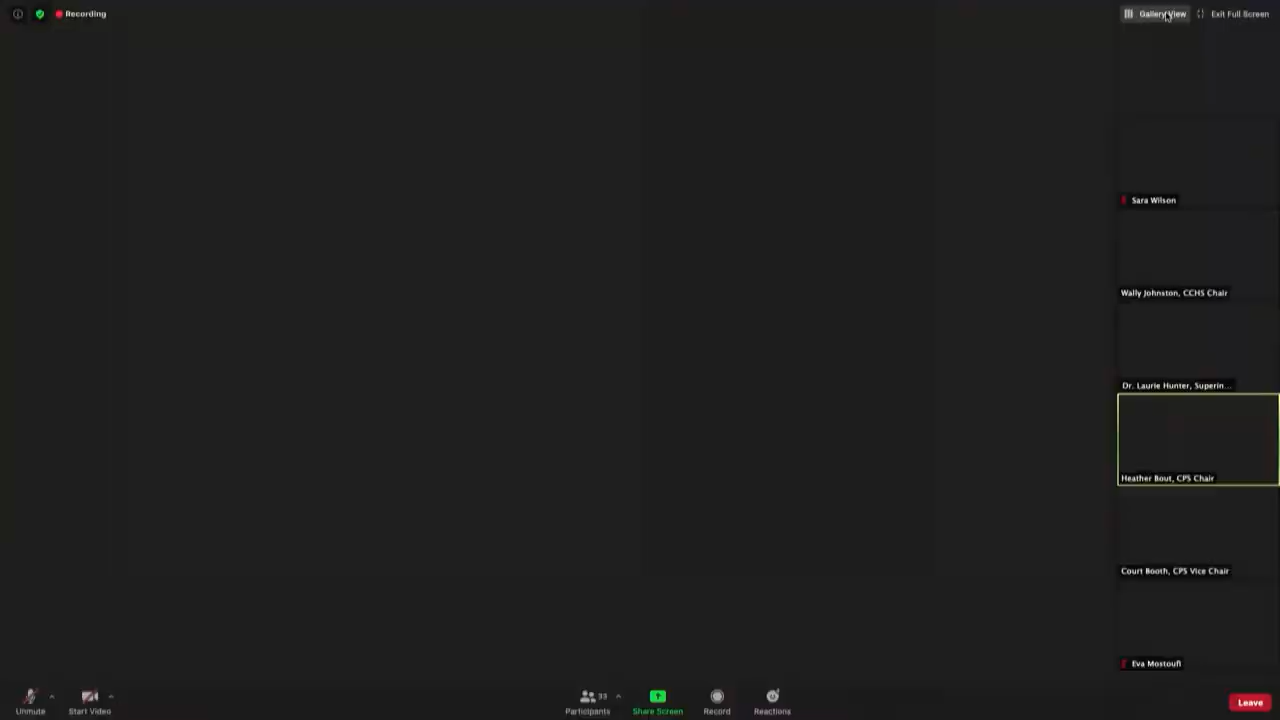 Recording
Gallery View
Exit Full Screen
Sara Wilson
Wally Johnston, CCHS Chair
Dr. Laurie Hunter, Superin...
Heather Bout, CPS Chair
Court Booth, CPS Vice Chair
Eva Mostoufi
Unmute
Start Video
33
Participants
Share Screen
Record
Reactions
Leave